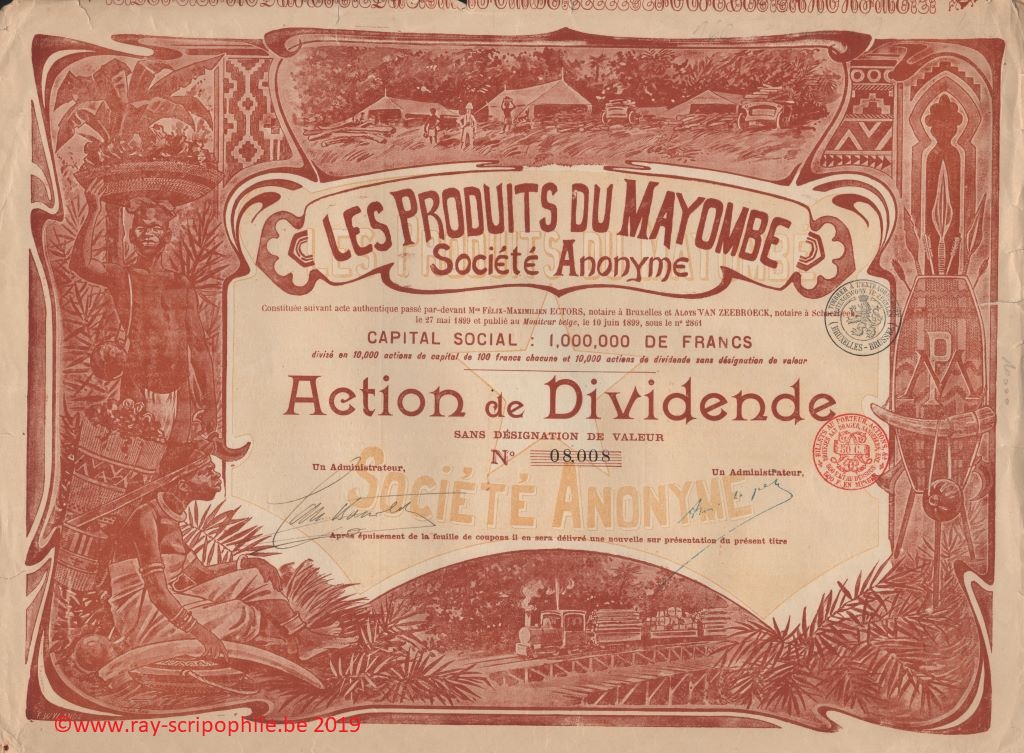 LES PRODUITS DU MAYOMBE
Société Anonyme
Constituée suivant acte authentique passé par-devant Mes FÉLIX-MAXIMILIEN ECTORS, notaire à Bruxelles et ALOYS VAN ZEEBROECK, notaire à
le 27 mai 1899 et publié au Moniteur belge, le 10 juin 1899, sous le no 2861
CAPITAL SOCIAL : 1,000,000 DE FRANCS
divisé en 10,000 actions de capital de 100 francs chacune et 10,000 actions de dividende sans désignation de valeur
Action de Dividende
SANS DÉSIGNATION DE VALEUR
No 08,008
Un Administrateur,
Un Administrateur,
SOCIÉTÉ ANONYME
Après épuisement de la feuille de coupons il en sera délivré une nouvelle sur présentation du présent titre
BRUXELLES - BRUSSEL
P
M
©www.ray-scripophile.be 2019